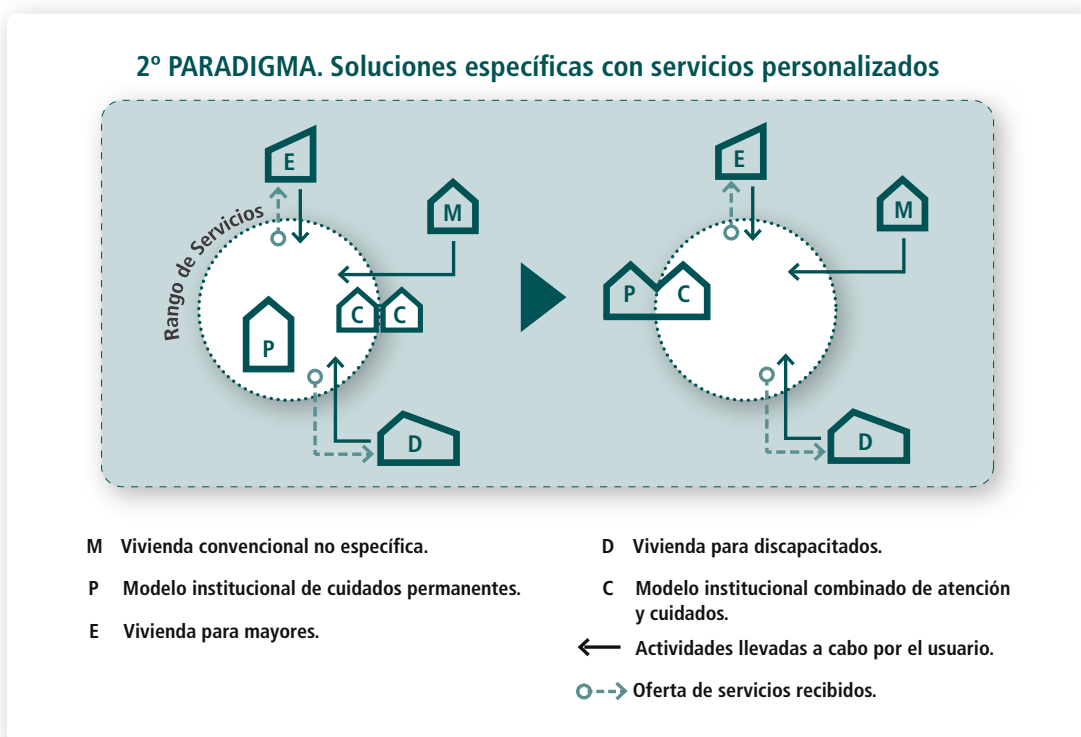 2º PARADIGMA. Soluciones específicas con servicios personalizados
E
M
Rango de Servicios
C C
P
D
E
M
P C
D
M Vivienda convencional no específica.
P Modelo institucional de cuidados permanentes.
E Vivienda para mayores.
D Vivienda para discapacitados.
C Modelo institucional combinado de atención
y cuidados.
Actividades llevadas a cabo por el usuario.
Oferta de servicios recibidos.